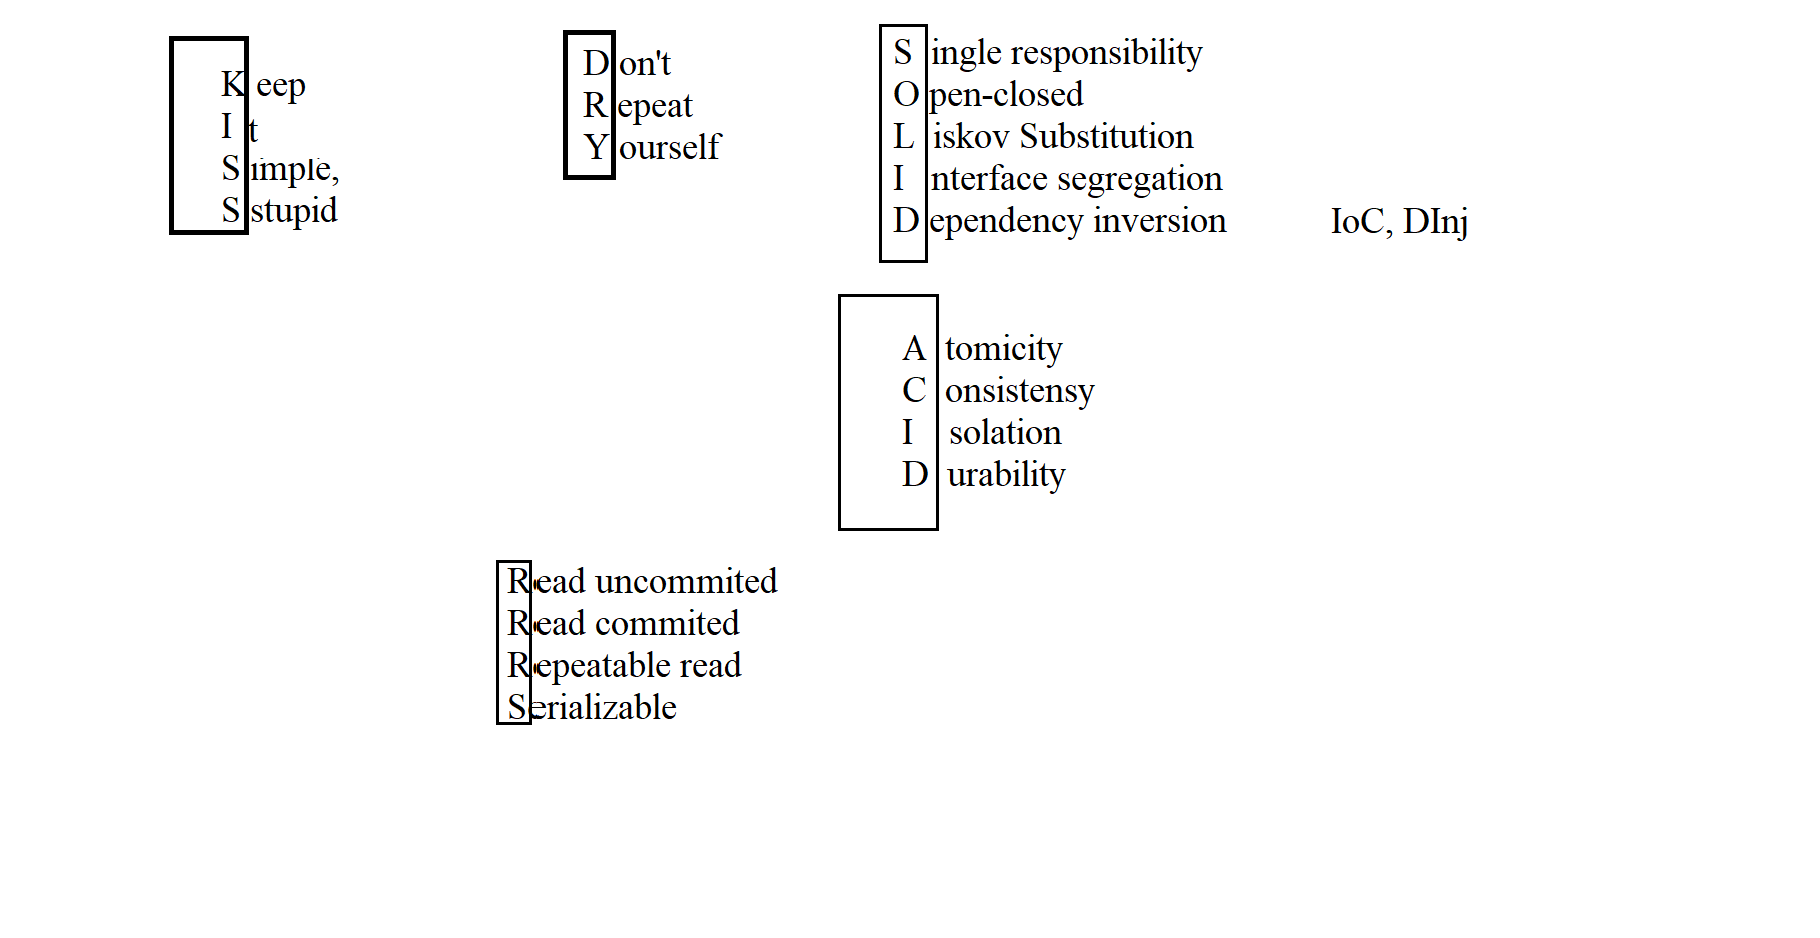 Keep
It
Simple,
S stupid
Don't
Repeat
Yourself
Single responsibility
Open-closed
Liskov Substitution
Interface segregation
Dependency inversion IoC, DInj
Atomicity
Consistensy
Isolation
Durability
Read uncommited
Read commited
Repeatable read
Serializable